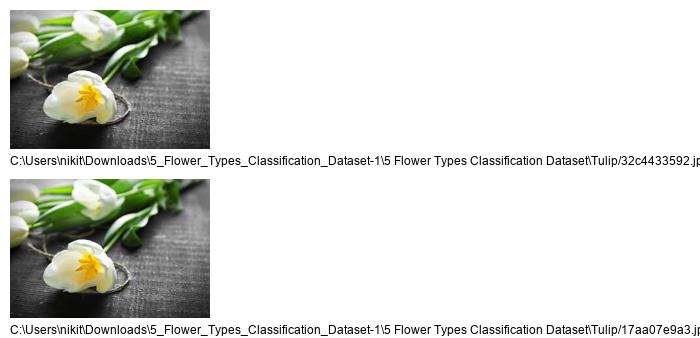 C:\Users\nikit\Downloads\5_Flower_Types_Classification_Dataset-1\5 Flower Types Classification Dataset\Tulip/32c4433592.jp
C:\Users\nikit\Downloads\5_Flower_Types_Classification_Dataset-1\5 Flower Types Classification Dataset\Tulip/17aa07e9a3.jp